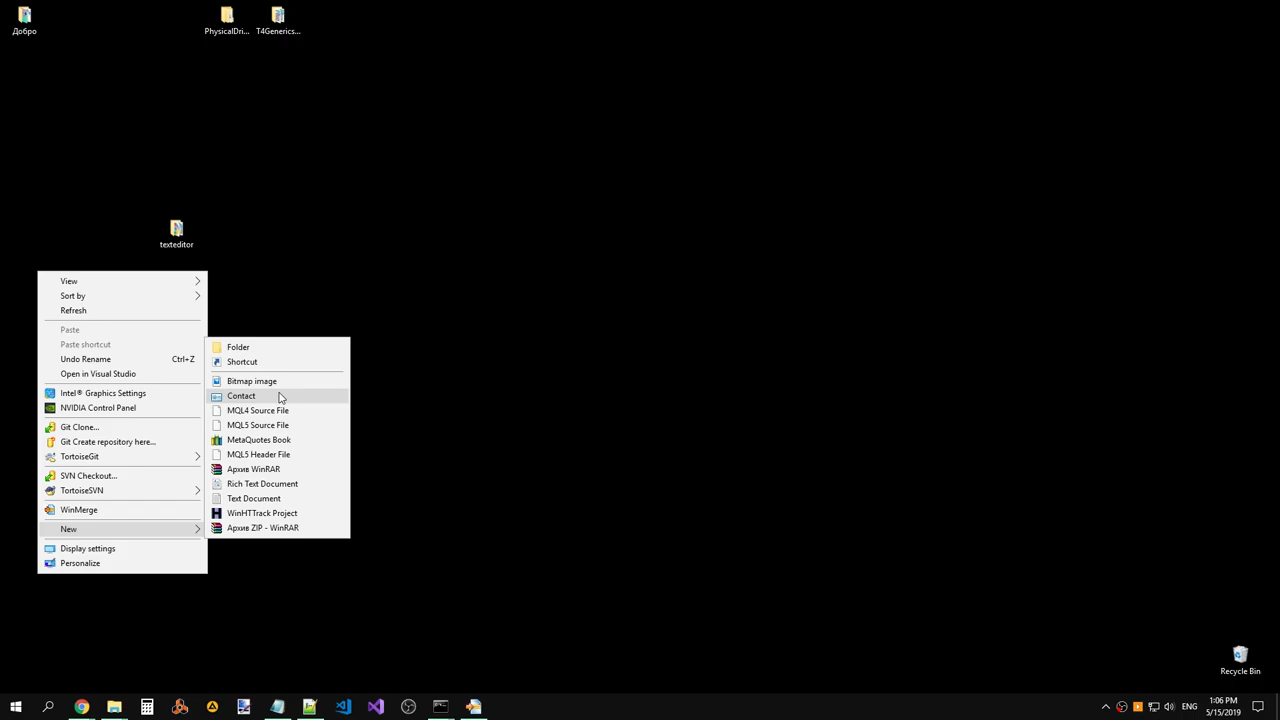 Добро
PhysicalDri...
T4Generics...
texteditor
View
Sort by
Refresh
Paste
Paste shortcut
Undo Rename Ctrl+Z
Open in Visual Studio
Intel® Graphics Settings
NVIDIA Control Panel
Git Clone...
Git Create repository here...
TortoiseGit
SVN Checkout...
TortoiseSVN
WinMerge
New
Display settings
Personalize
Folder
Shortcut
Bitmap image
Contact
MQL4 Source File
MQL5 Source File
MetaQuotes Book
MQL5 Header File
Архив WinRAR
Rich Text Document
Text Document
WinHTTrack Project
Архив ZIP - WinRAR
Recycle Bin
ENG
1:06 PM
5/15/2019